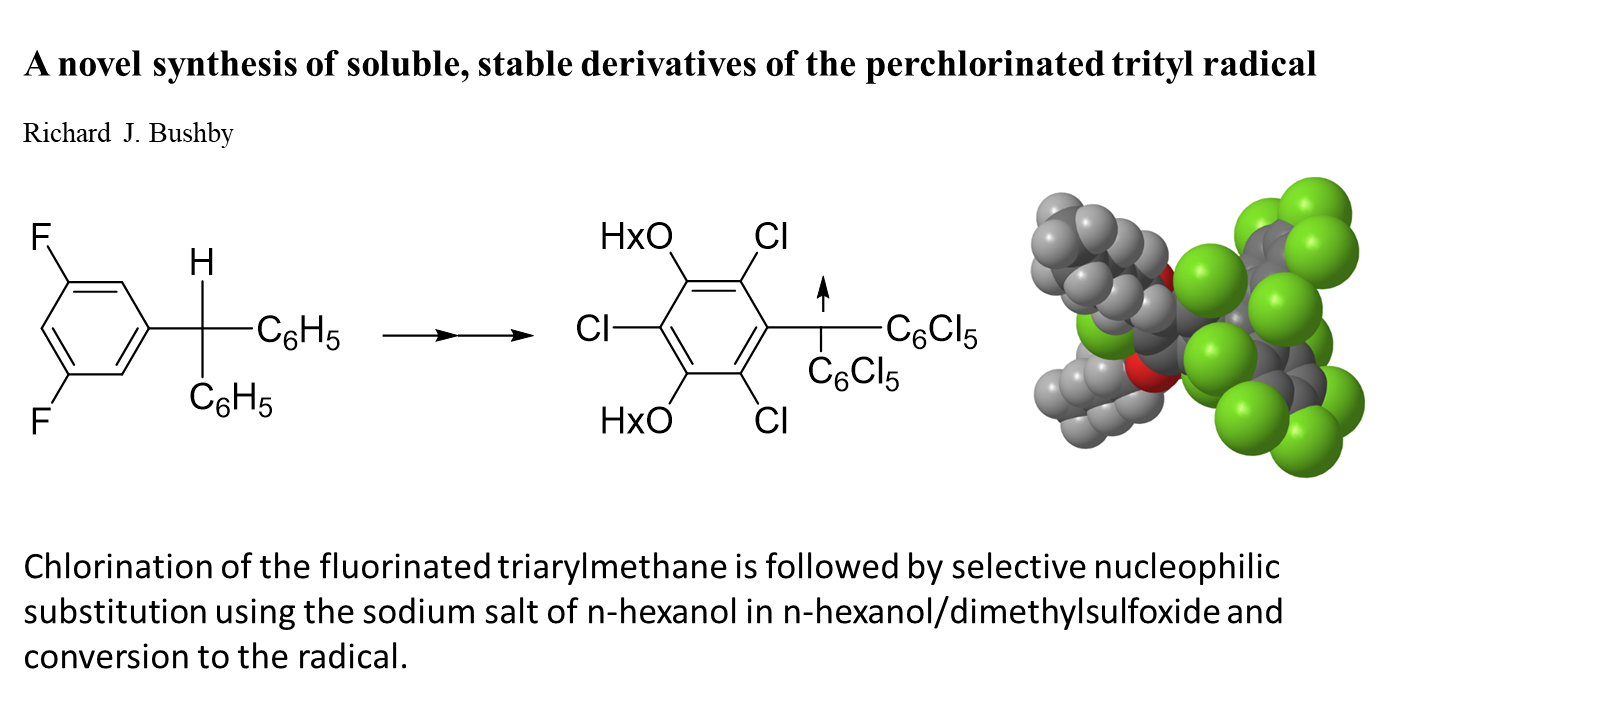 A novel synthesis of soluble, stable derivatives of the perchlorinated trityl radical
Richard J. Bushby
F
H
C6H5
C6H5
F
HxO
Cl
Cl
C6Cl5
C6Cl5
HxO
Cl
Chlorination of the fluorinated triarylmethane is followed by selective nucleophilic
substitution using the sodium salt of n-hexanol in n-hexanol/dimethylsulfoxide and
conversion to the radical.